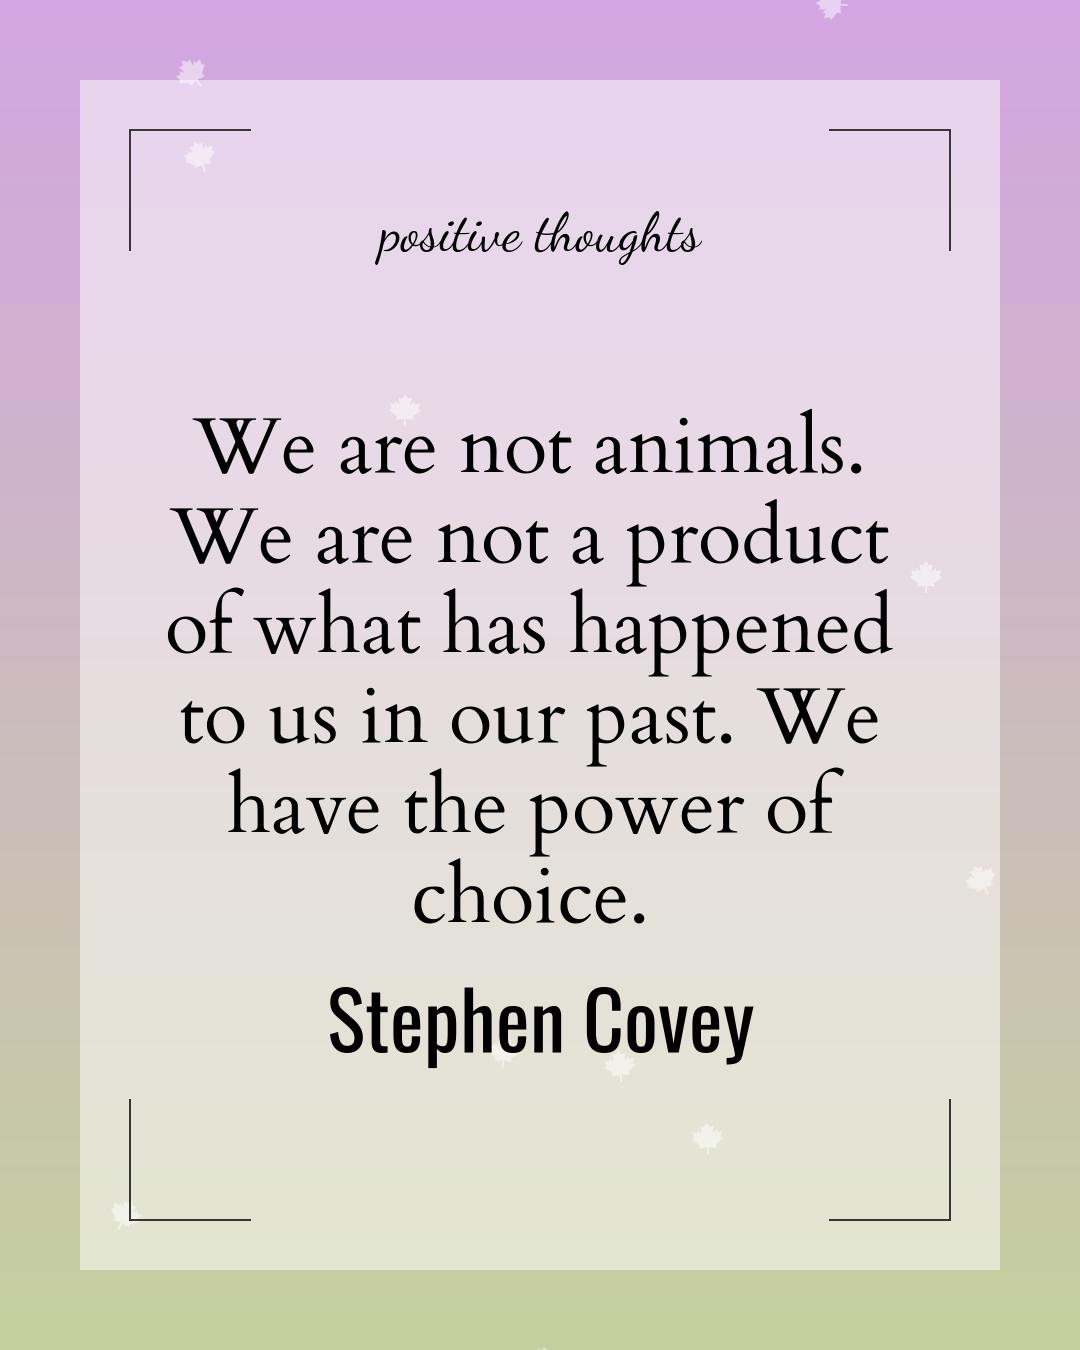 positive thoughts
We are not animals.
We are not a product
of what has happened
to us in our past. We
have the power of
choice.
Stephen Covey